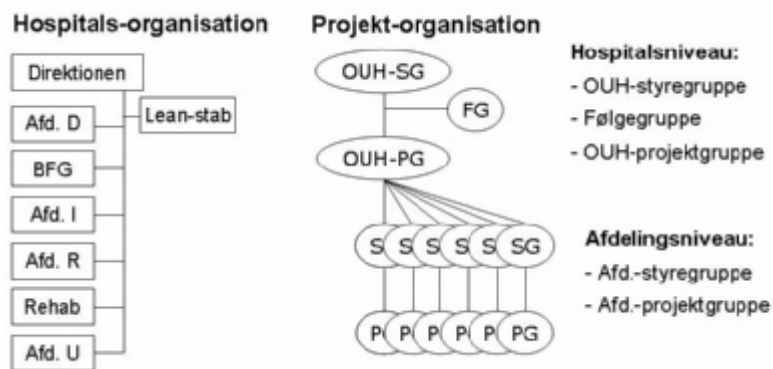 Hospitals-organisation
Direktionen
Lean-stab
Afd. D
BFG
Afd. I
Afd. R
Rehab
Afd. U
Projekt-organisation
OUH-SG
FG
OUH-PG
S S S S S SG
P P P P P PG
Hospitalsniveau:
- OUH-styregruppe
- Følgegruppe
- OUH-projektgruppe
Afdelingsniveau:
- Afd.-styregruppe
- Afd.-projektgruppe